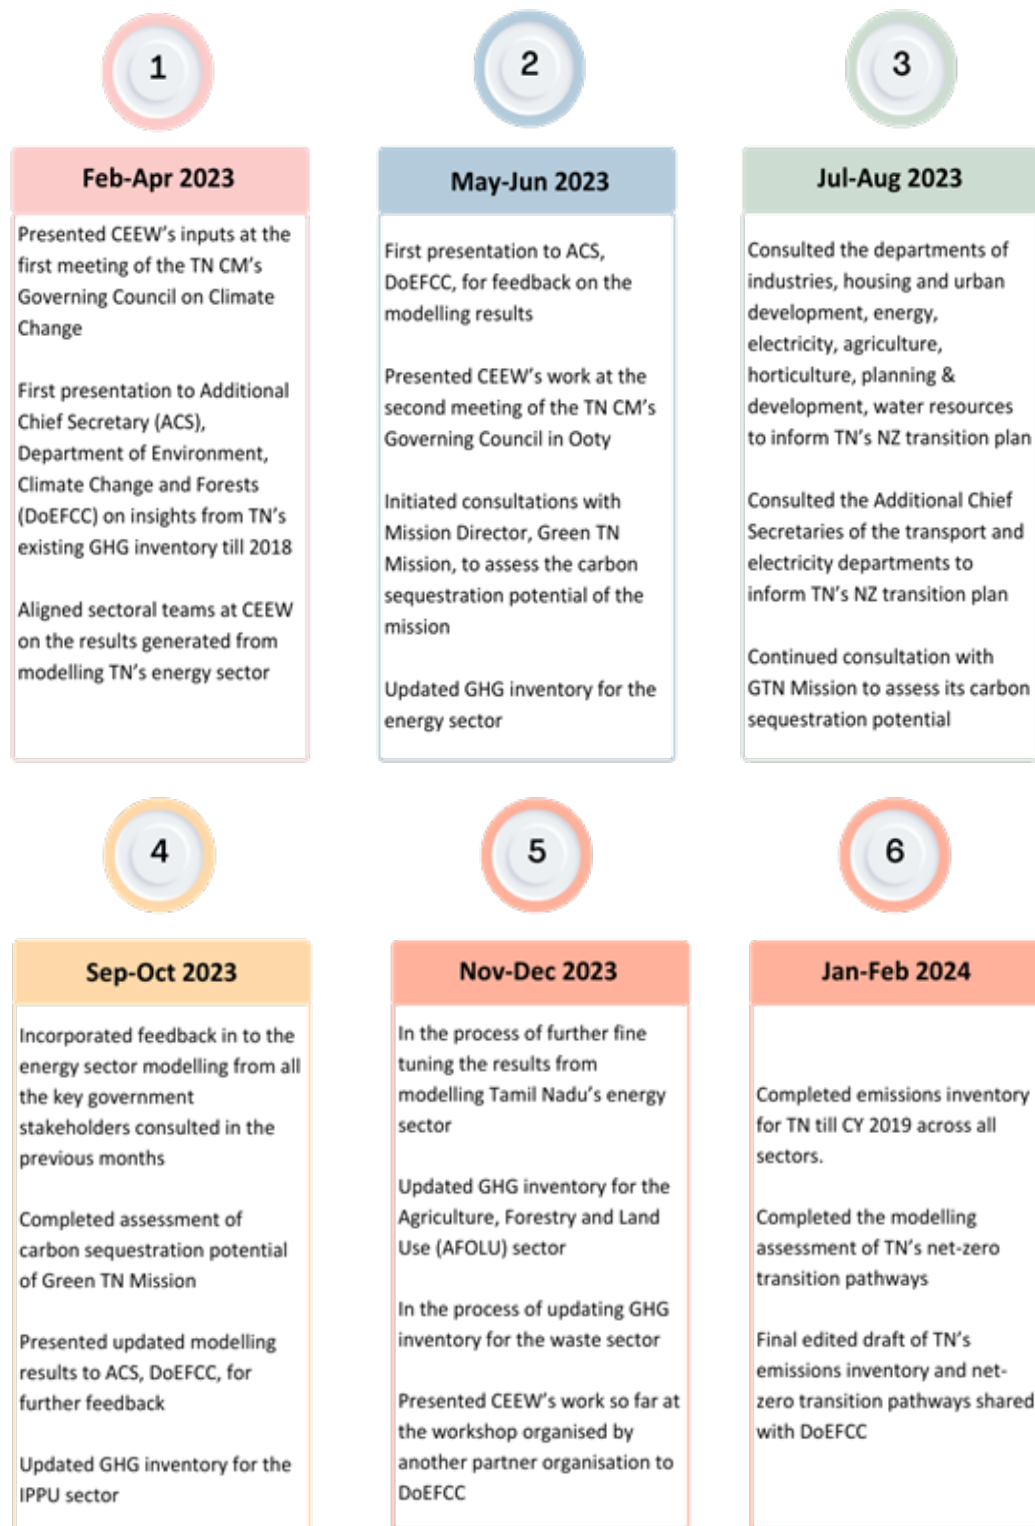 1
Feb-Apr 2023
Presented CEEW's inputs at the
first meeting of the TN CM's
Governing Council on Climate
Change
First presentation to Additional
Chief Secretary (ACS),
Department of Environment,
Climate Change and Forests
(DoEFCC) on insights from TN's
existing GHG inventory till 2018
Aligned sectoral teams at CEEW
on the results generated from
modelling TN's energy sector
2
May-Jun 2023
First presentation to ACS,
DoEFCC, for feedback on the
modelling results
Presented CEEW's work at the
second meeting of the TN CM's
Governing Council in Ooty
Initiated consultations with
Mission Director, Green TN
Mission, to assess the carbon
sequestration potential of the
mission
Updated GHG inventory for the
energy sector
3
Jul-Aug 2023
Consulted the departments of
industries, housing and urban
development, energy,
electricity, agriculture,
horticulture, planning &
development, water resources
to inform TN's NZ transition plan
Consulted the Additional Chief
Secretaries of the transport and
electricity departments to
inform TN's NZ transition plan
Continued consultation with
GTN Mission to assess its carbon
sequestration potential
4
Sep-Oct 2023
Incorporated feedback in to the
energy sector modelling from all
the key government
stakeholders consulted in the
previous months
Completed assessment of
carbon sequestration potential
of Green TN Mission
Presented updated modelling
results to ACS, DoEFCC, for
further feedback
Updated GHG inventory for the
IPPU sector
5
Nov-Dec 2023
In the process of further fine
tuning the results from
modelling Tamil Nadu's energy
sector
Updated GHG inventory for the
Agriculture, Forestry and Land
Use (AFOLU) sector
In the process of updating GHG
inventory for the waste sector
Presented CEEW's work so far at
the workshop organised by
another partner organisation to
DoEFCC
6
Jan-Feb 2024
Completed emissions inventory
for TN till CY 2019 across all
sectors.
Completed the modelling
assessment of TN's net-zero
transition pathways
Final edited draft of TN's
emissions inventory and net-
zero transition pathways shared
with DoEFCC